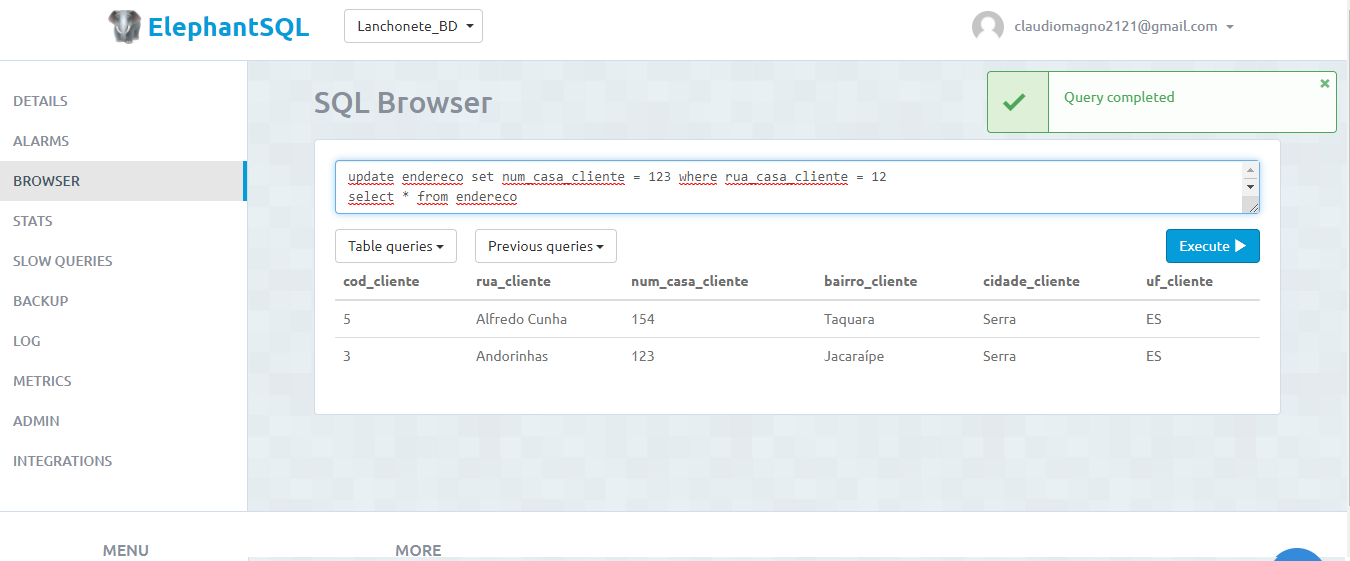 ElephantSQL
Lanchonete_BD
claudiomagno2121@gmail.com
DETAILS
ALARMS
BROWSER
STATS
SLOW QUERIES
BACKUP
LOG
METRICS
ADMIN
INTEGRATIONS
SQL Browser
Query completed
update endereco set num_casa_cliente = 123 where rua_casa_cliente = 12
select * from endereco
Table queries
Previous queries
Execute
cod_cliente rua_cliente num_casa_cliente bairro_cliente cidade_cliente uf_cliente
5 Alfredo Cunha 154 Taquara Serra ES
3 Andorinhas 123 Jacaraípe Serra ES
MENU
MORE